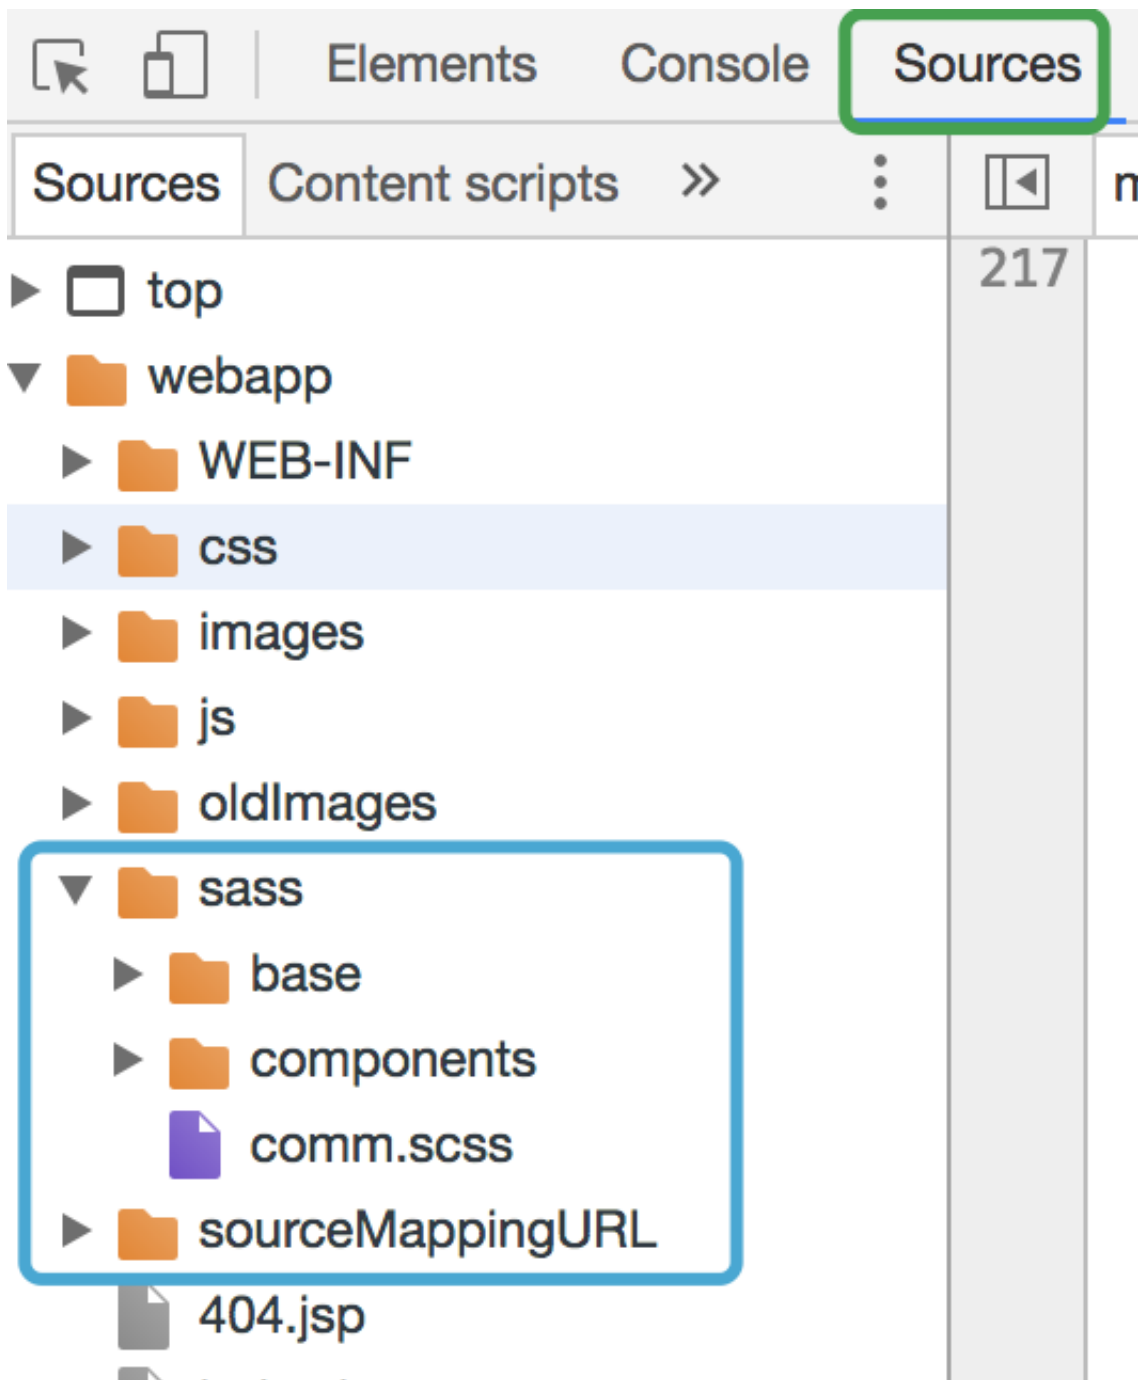 Elements Console Sources
Sources Content scripts »
217
top
webapp
WEB-INF
css
images
js
oldImages
sass
base
components
comm.scss
sourceMappingURL
404.jsp